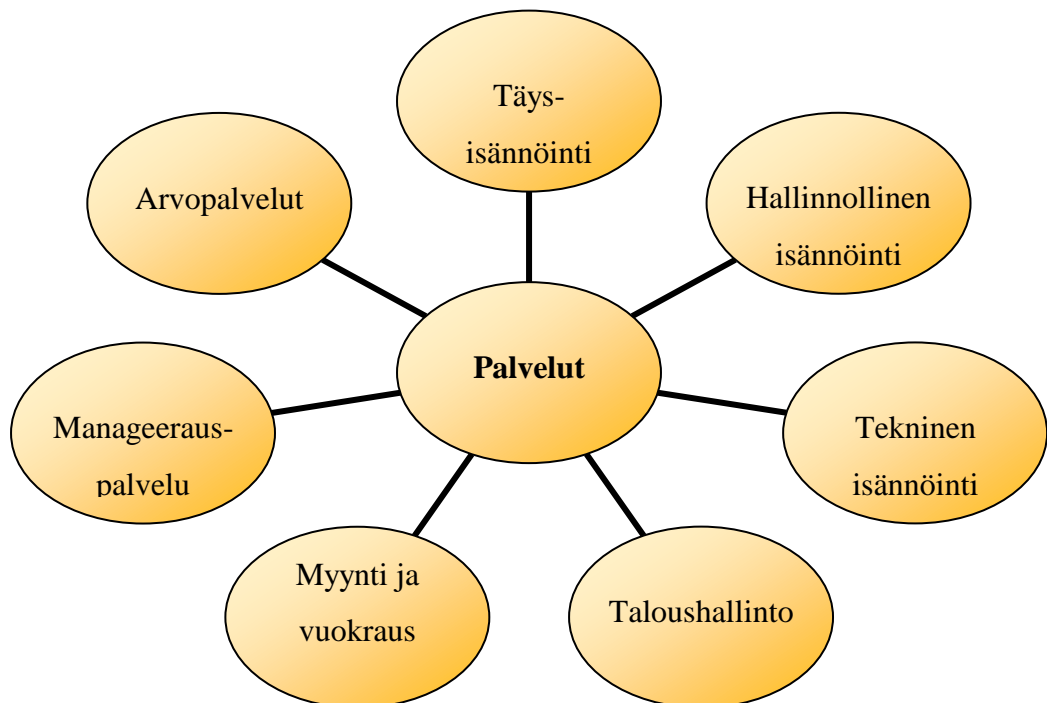 Täys-
isännöinti
Arvopalvelut
Hallinnollinen
isännöinti
Palvelut
Manageeraus-
palvelu
Tekninen
isännöinti
Myynti ja
vuokraus
Taloushallinto